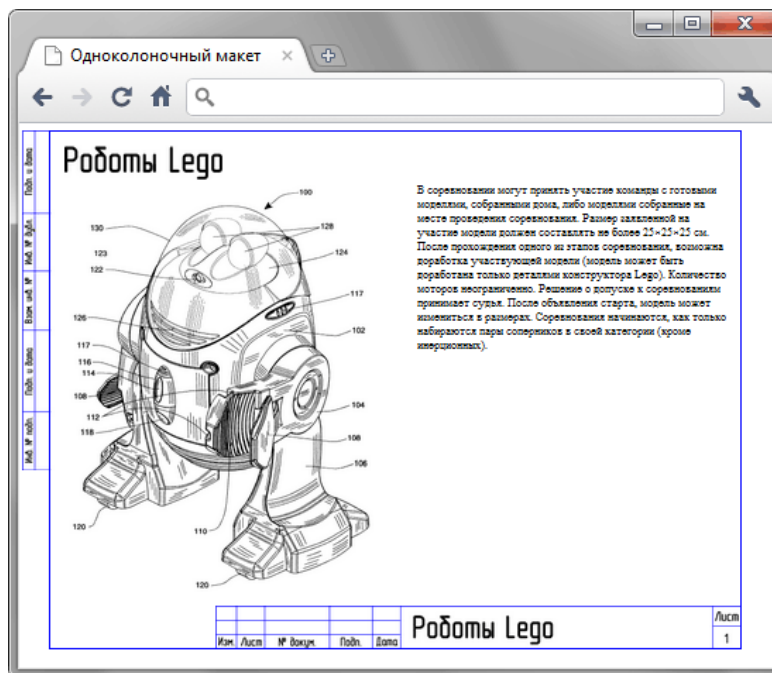 Одноколоночный макет
Роботы Lego
В соревновании могут принять участие команды с готовыми
моделями, собранными дома, либо моделями собранные на
месте проведения соревнования. Размер заявленной на
участие модели должен составлять не более 25×25×25 см.
После прохождения одного из этапов соревнования, возможна
доработка участвующей модели (модель может быть
доработана только деталями конструктора Lego). Количество
моторов неограниченно. Решение о допуске к соревнованиям
принимает судья. После объявления старта, модель может
измениться в размерах. Соревнования начинаются, как только
набираются пары соперников в своей категории (кроме
инерционных).
100
130
128
123
124
122
117
126
102
117
116
114
108
104
112
118
108
106
120
110
120
Подп. и дата
Инв. № дубл.
Взам. инв. №
Подп. и дата
Инв. № подл.
Изм. Лист № докум. Подп. Дата
Роботы Lego
Лист
1